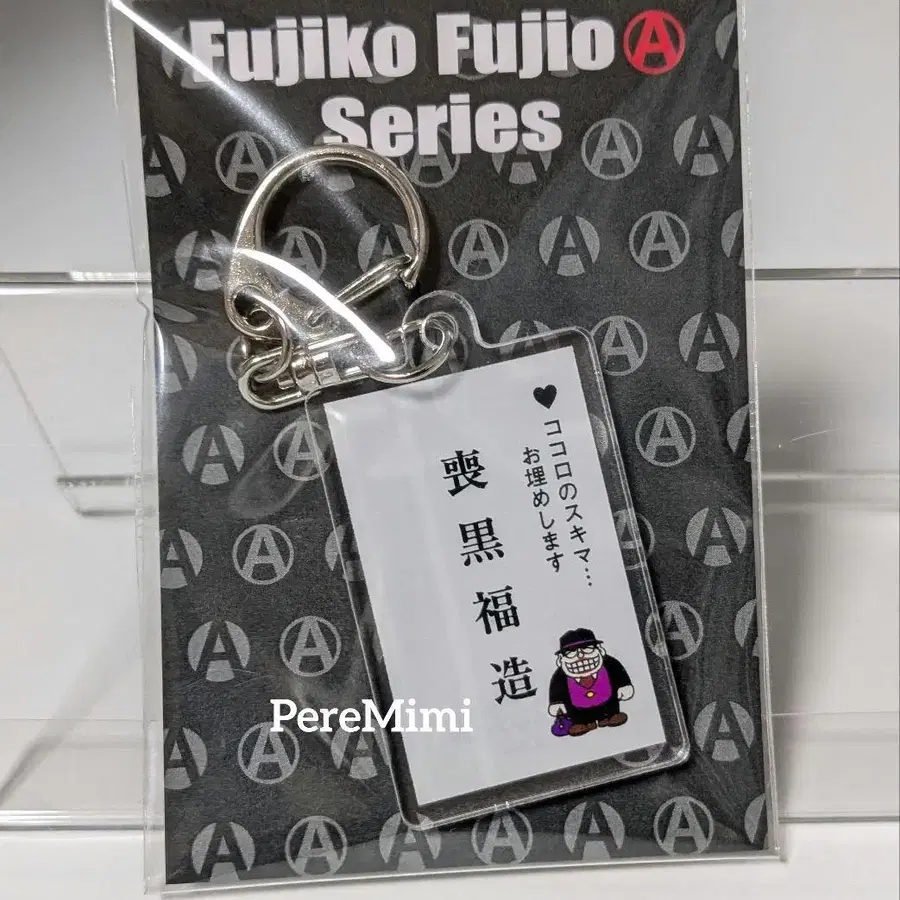 Fujiko Fujio Ⓐ
Series
♥ ココロのスキマ…
お埋めします
喪黒福造
PereMimi